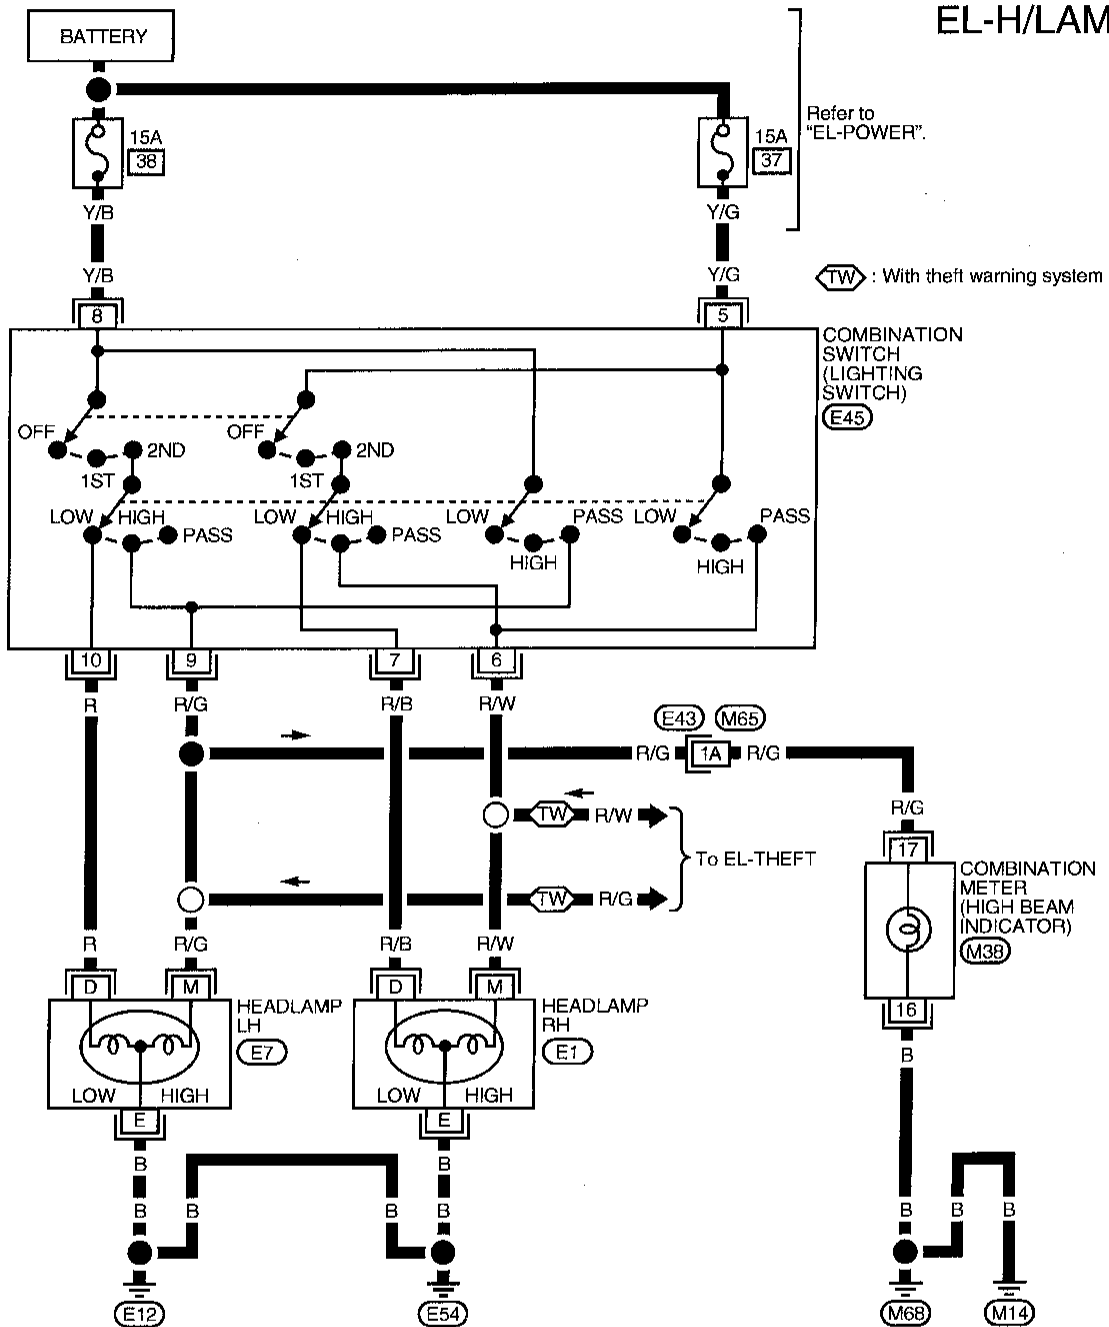 EL-H/LAM
BATTERY
15A
38
15A
37
Refer to
"EL-POWER".
Y/B
Y/G
Y/B
Y/G
TW : With theft warning system
8
5
COMBINATION
SWITCH
(LIGHTING
SWITCH)
E45
OFF
1ST
2ND
OFF
1ST
2ND
LOW
HIGH
PASS
LOW
HIGH
PASS
LOW
HIGH
PASS
LOW
HIGH
PASS
10
9
7
6
R
R/G
R/B
R/W
E43
M65
R/G
1A
R/G
R/G
TW
R/W
To EL-THEFT
TW
R/G
17
COMBINATION
METER
(HIGH BEAM
INDICATOR)
M38
16
R
R/G
R/B
R/W
D
M
D
M
HEADLAMP
LH
E7
HEADLAMP
RH
E1
LOW
HIGH
LOW
HIGH
E
E
B
B
B
B
B
B
B
B
B
B
E12
E54
M68
M14